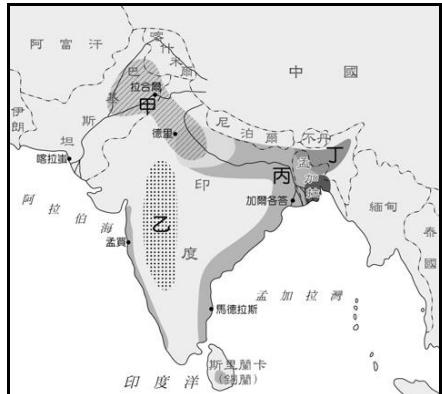 阿富汗
喀什米爾
中國
巴基斯坦
拉合爾
甲
伊朗
德里
尼泊爾
不丹
丁
孟加拉
喀拉蚩
印度
丙
加爾各答
緬甸
阿拉伯海
乙
孟買
泰國
馬德拉斯
孟加拉灣
斯里蘭卡
(錫蘭)
印度洋